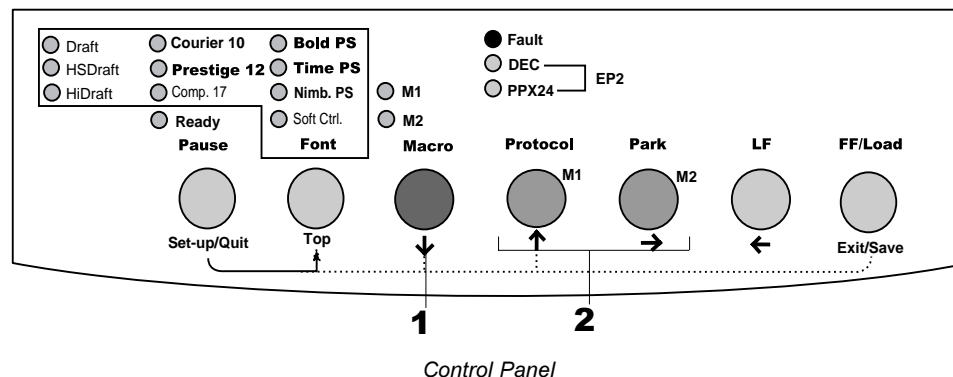 Draft Courier 10 Bold PS Fault
HSDraft Prestige 12 Time PS DEC EP2
HiDraft Comp. 17 Nimb. PS M1 PPX24
Ready Soft Ctrl. M2
Pause Font Macro Protocol Park LF FF/Load
M1 M2
Set-up/Quit Top Exit/Save
1 2
Control Panel